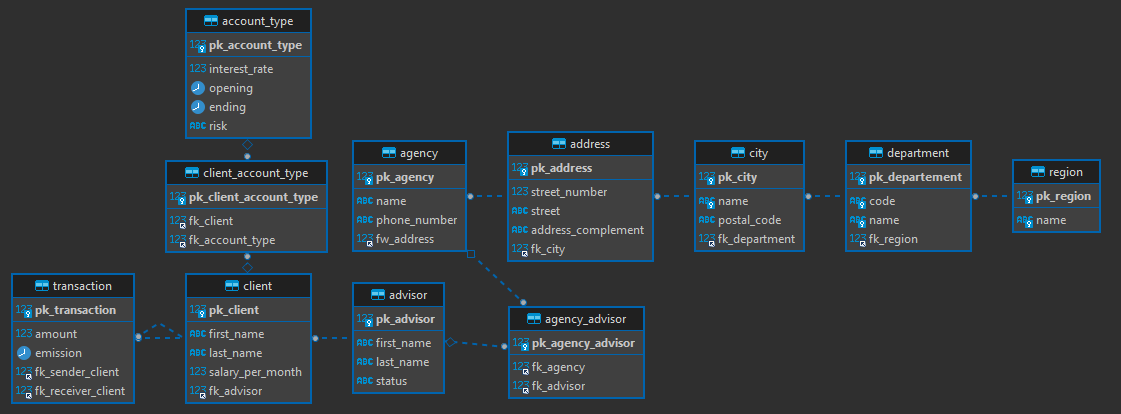 account_type
123 pk_account_type
123 interest_rate
opening
ending
ABC risk
client_account_type
123 pk_client_account_type
123 fk_client
123 fk_account_type
transaction
123 pk_transaction
123 amount
emission
123 fk_sender_client
123 fk_receiver_client
client
123 pk_client
ABC first_name
ABC last_name
123 salary_per_month
123 fk_advisor
agency
123 pk_agency
ABC name
ABC phone_number
123 fw_address
advisor
123 pk_advisor
ABC first_name
ABC last_name
ABC status
address
123 pk_address
123 street_number
ABC street
ABC address_complement
123 fk_city
agency_advisor
123 pk_agency_advisor
123 fk_agency
123 fk_advisor
city
123 pk_city
ABC name
ABC postal_code
123 fk_department
department
123 pk_departement
ABC code
ABC name
123 fk_region
region
123 pk_region
ABC name